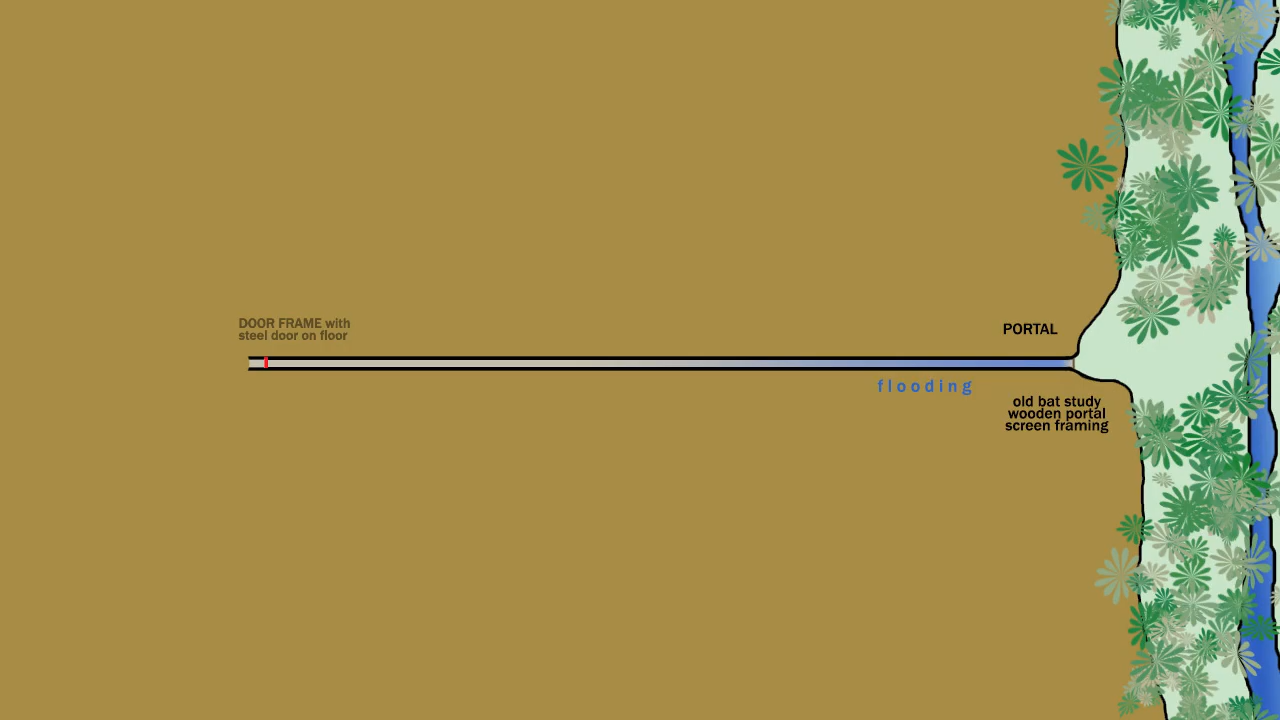 DOOR FRAME with
steel door on floor
PORTAL
flooding
old bat study
wooden portal
screen framing